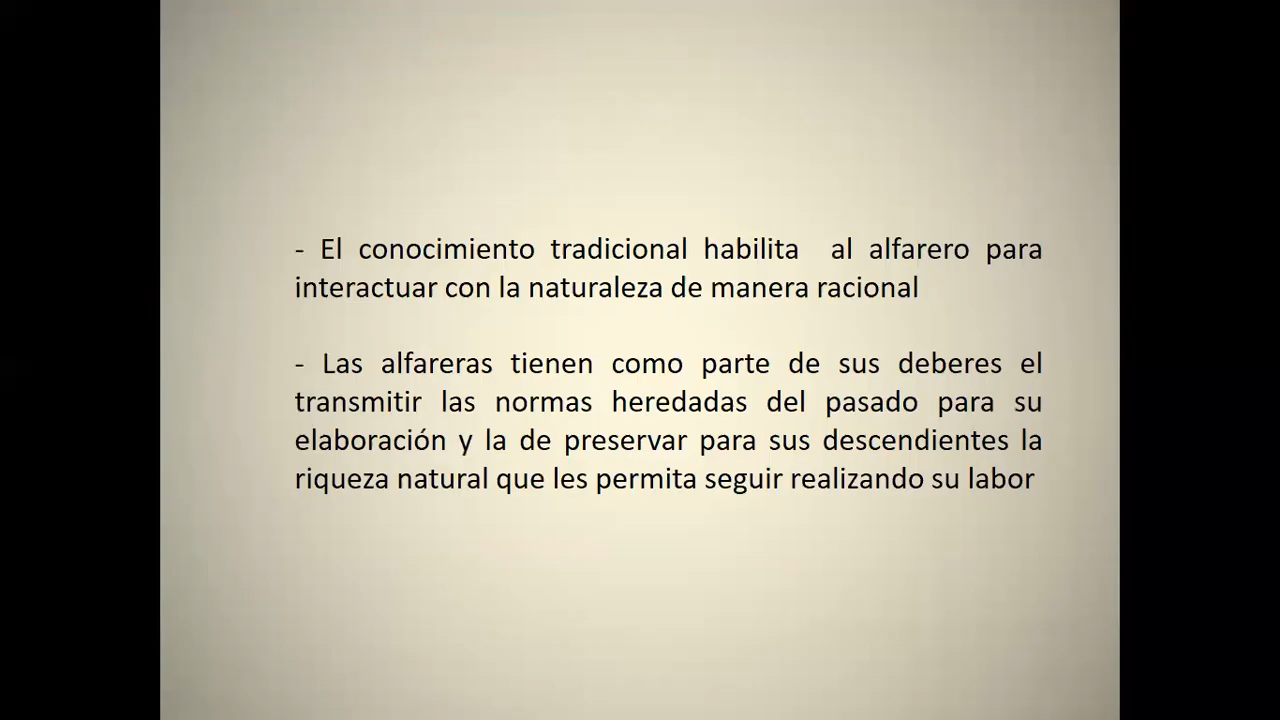 - El conocimiento tradicional habilita al alfarero para
interactuar con la naturaleza de manera racional
- Las alfareras tienen como parte de sus deberes el
transmitir las normas heredadas del pasado para su
elaboración y la de preservar para sus descendientes la
riqueza natural que les permita seguir realizando su labor